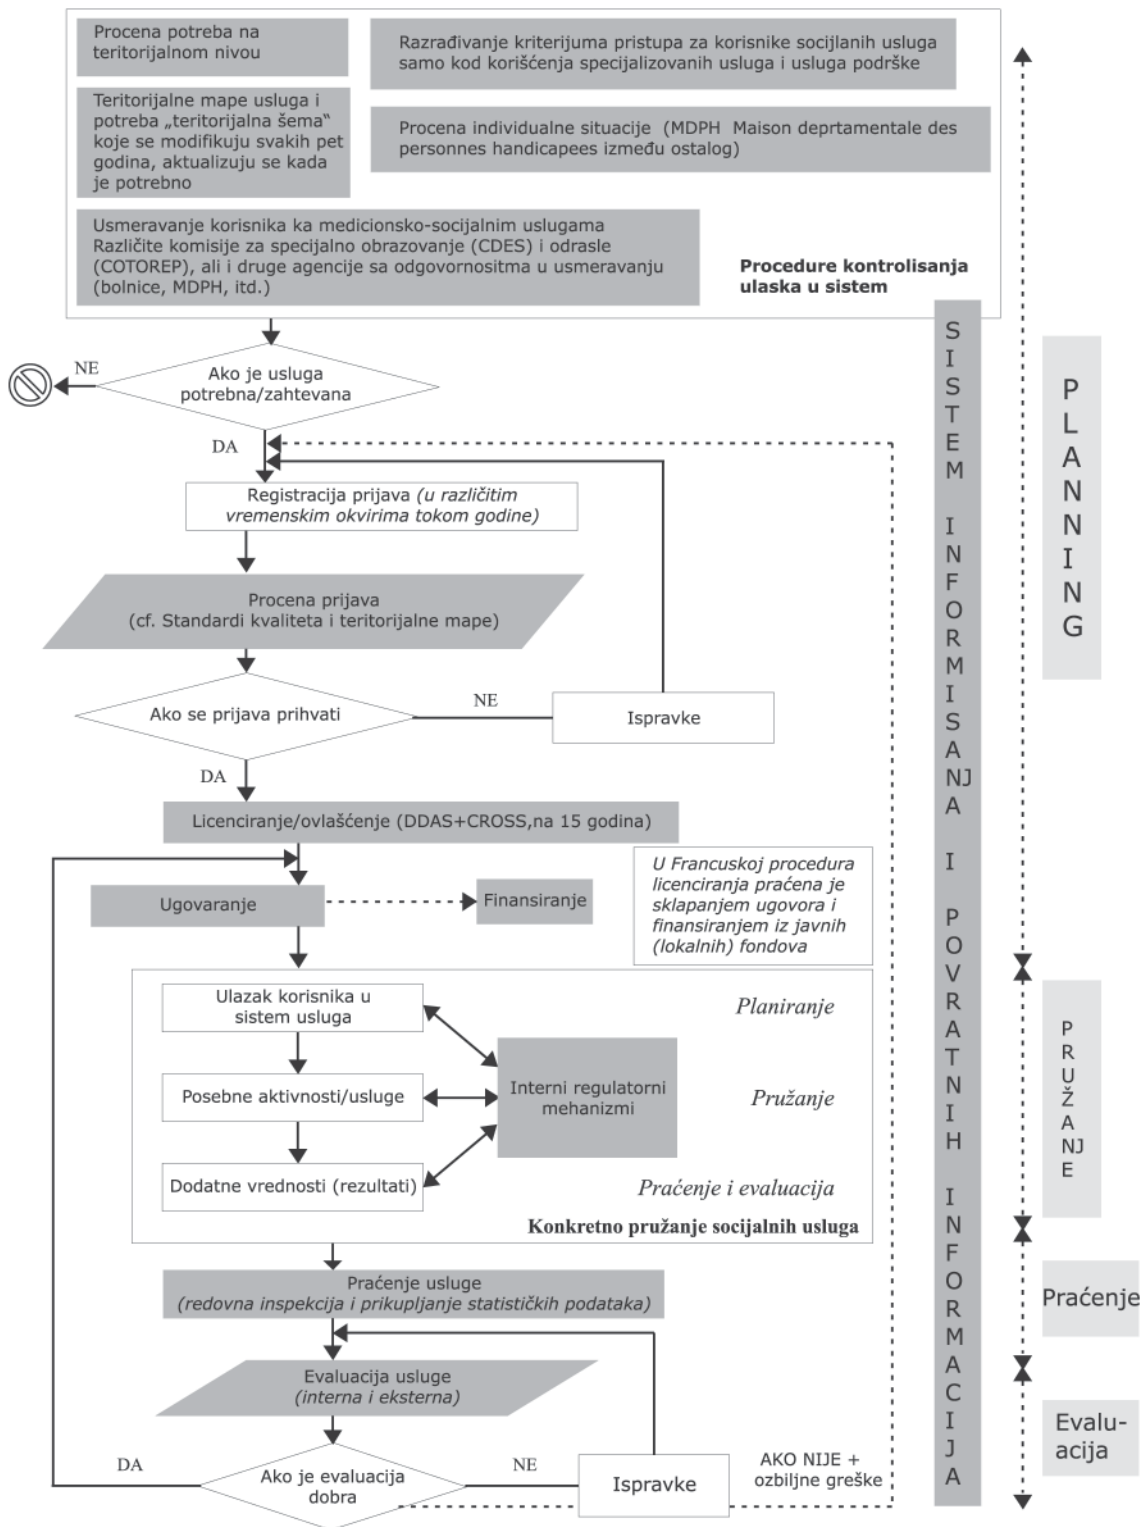 Procena potreba na
teritorijalnom nivou
Razrađivanje kriterijuma pristupa za korisnike socijlanih usluga
samo kod korišćenja specijalizovanih usluga i usluga podrške
Teritorijalne mape usluga i
potreba „teritorijalna šema“
koje se modifikuju svakih pet
godina, aktualizuju se kada
je potrebno
Procena individualne situacije (MDPH Maison deprtamentale des
personnes handicapees između ostalog)
Usmeravanje korisnika ka medicionsko-socijalnim uslugama
Različite komisije za specijalno obrazovanje (CDES) i odrasle
(COTOREP), ali i druge agencije sa odgovornositma u usmeravanju
(bolnice, MDPH, itd.)
Procedure kontrolisanja
ulaska u sistem
NE
Ako je usluga
potrebna/zahtevana
DA
Registracija prijava (u različitim
vremenskim okvirima tokom godine)
Procena prijava
(cf. Standardi kvaliteta i teritorijalne mape)
Ako se prijava prihvati
NE
Ispravke
DA
Licenciranje/ovlašćenje (DDAS+CROSS,na 15 godina)
U Francuskoj procedura
licenciranja praćena je
sklapanjem ugovora i
finansiranjem iz javnih
(lokalnih) fondova
Ugovaranje
Finansiranje
Ulazak korisnika u
sistem usluga
Planiranje
Posebne aktivnosti/usluge
Interni regulatorni
mehanizmi
Pružanje
Dodatne vrednosti (rezultati)
Praćenje i evaluacija
Konkretno pružanje socijalnih usluga
Praćenje usluge
(redovna inspekcija i prikupljanje statističkih podataka)
Evaluacija usluge
(interna i eksterna)
DA
Ako je evaluacija
dobra
NE
Ispravke
AKO NIJE +
ozbiljne greške
SISTEM INFORMISANJA I POVRATNIH INFORMACIJA
PLANNING
PRUŽANJE
Praćenje
Evalu-
acija